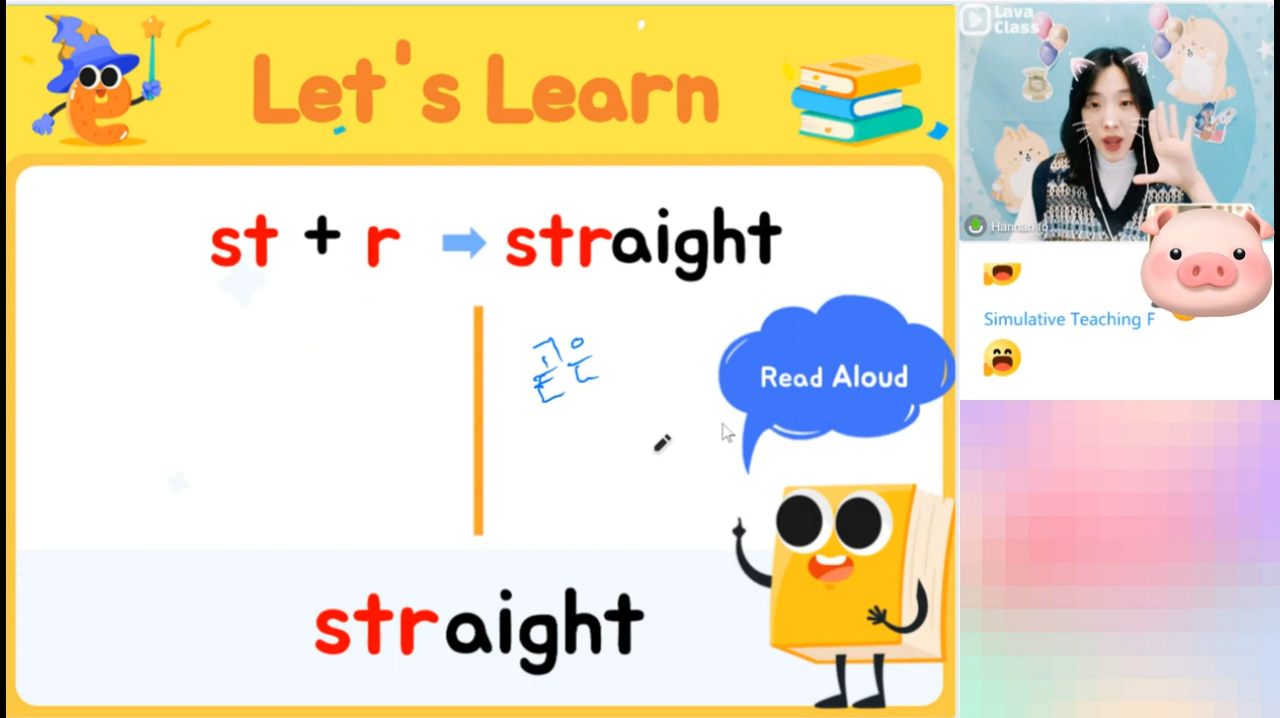 Let's Learn
st + r straight
곧은
Read Aloud
straight
Lava
Class
Simulative Teaching F